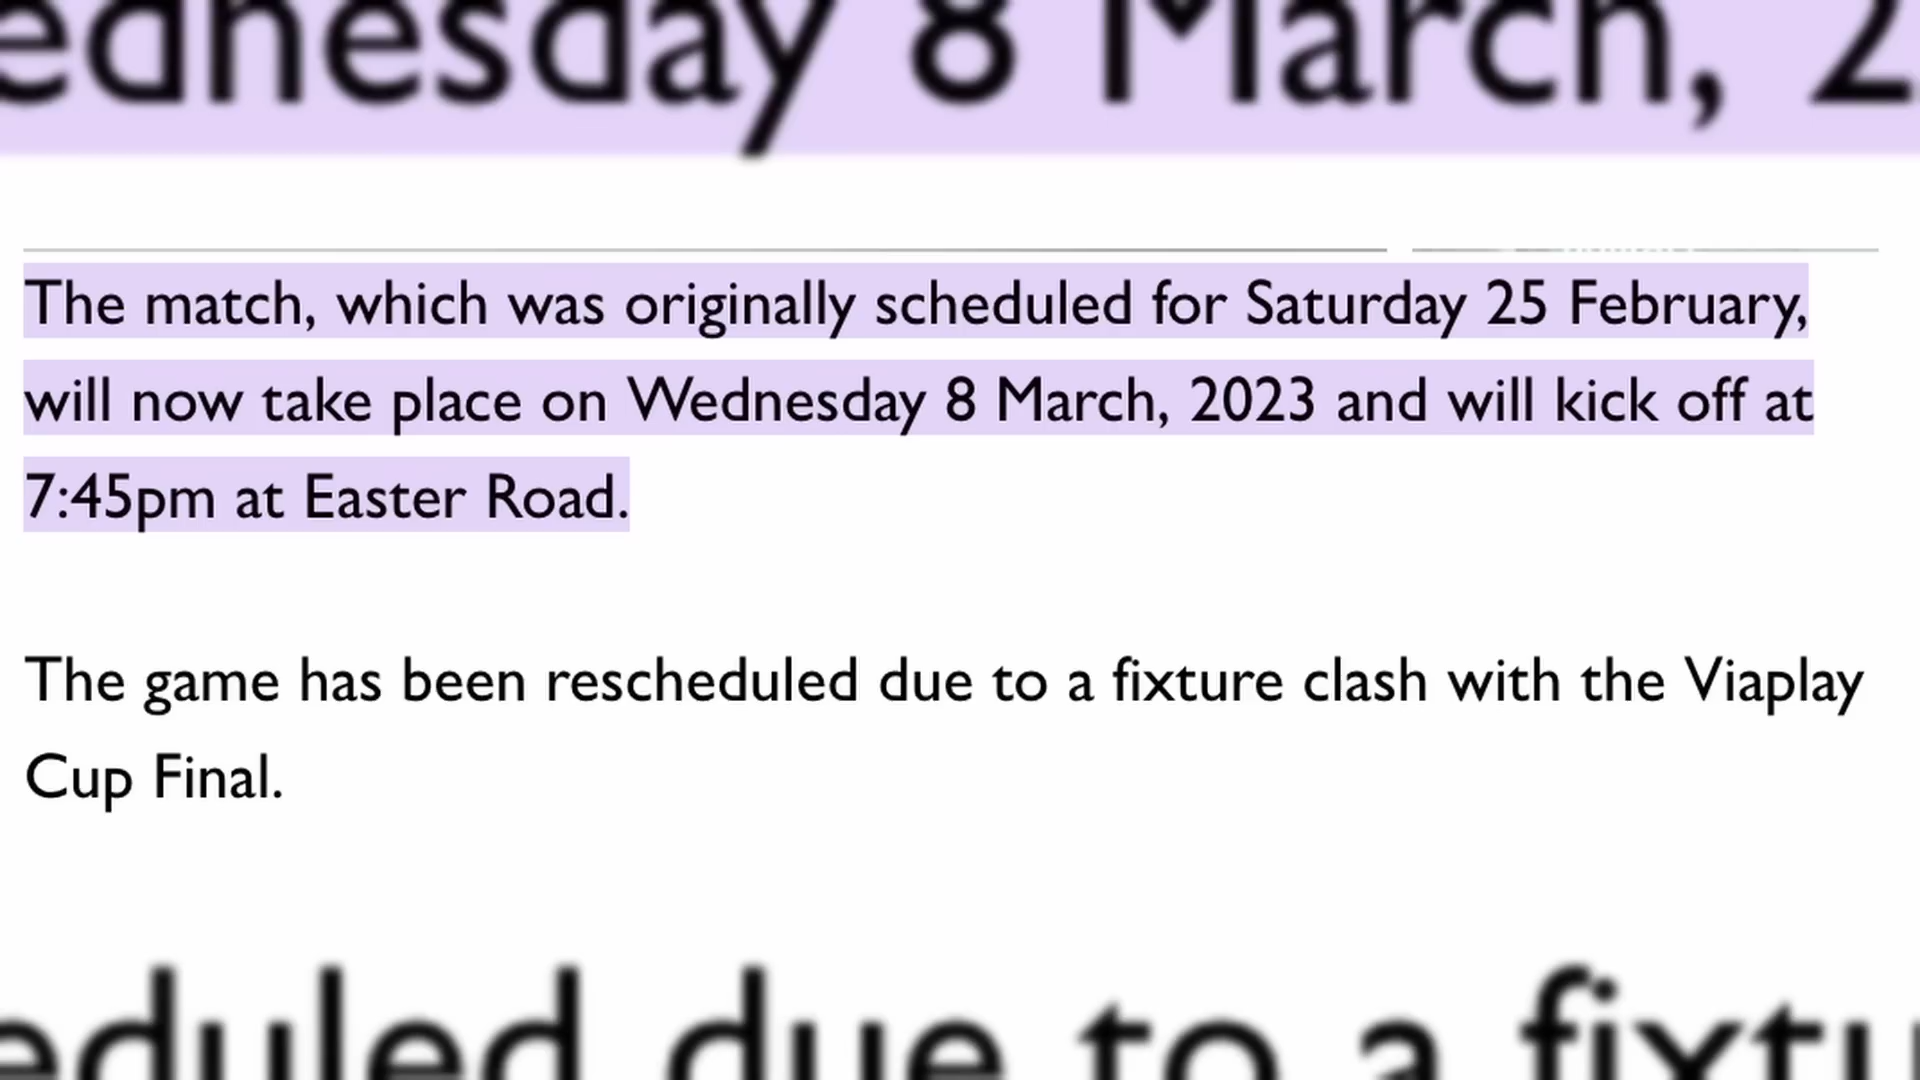 ednesday 8 March, 2
The match, which was originally scheduled for Saturday 25 February,
will now take place on Wednesday 8 March, 2023 and will kick off at
7:45pm at Easter Road.
The game has been rescheduled due to a fixture clash with the Viaplay
Cup Final.
eduled due to a fixtu